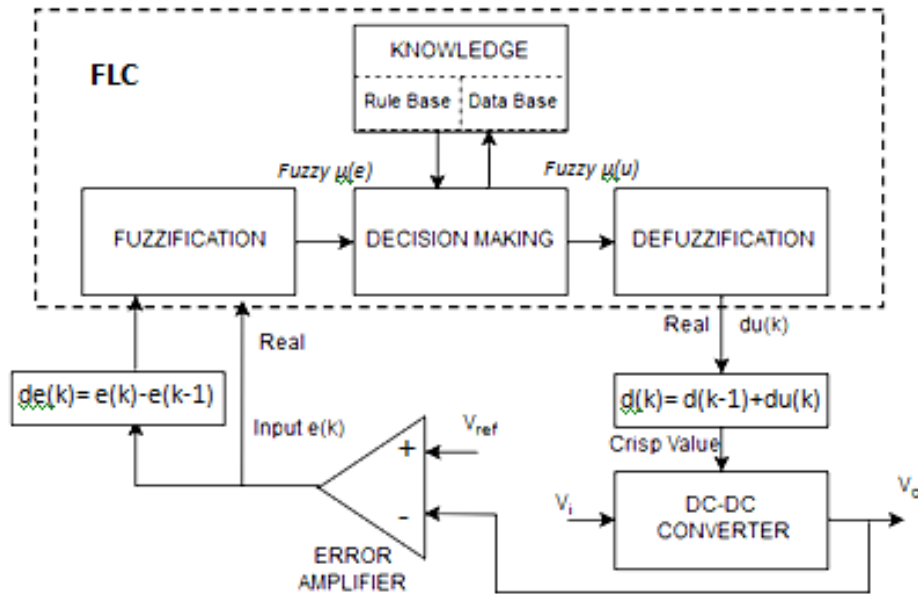 KNOWLEDGE
FLC
Rule Base
Data Base
Fuzzy μ(e)
Fuzzy μ(u)
FUZZIFICATION
DECISION MAKING
DEFUZZIFICATION
Real
Real
du(k)
de(k)= e(k)-e(k-1)
d(k)= d(k-1)+du(k)
Input e(k)
+
Vref
Crisp Value
-
Vi
DC-DC
CONVERTER
Vo
ERROR
AMPLIFIER